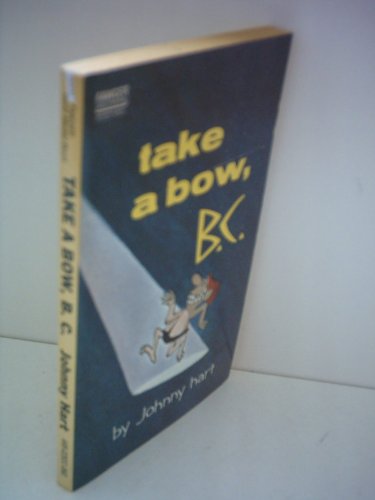 take
a bow,
B.C.
by Johnny hart
TAKE A BOW, B. C. Johnny Hart